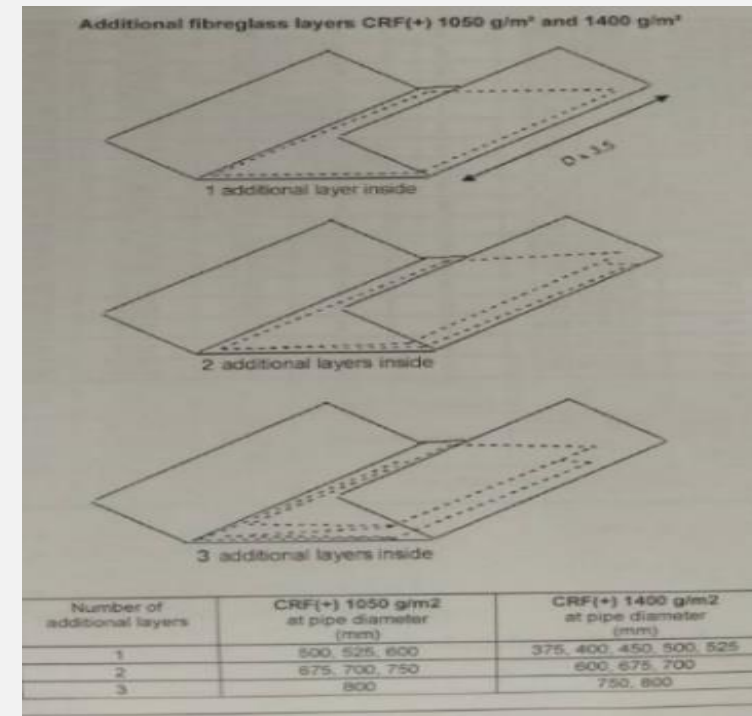 Additional fibreglass layers CRF(+) 1050 g/m² and 1400 g/m²
D x 3,5
1 additional layer inside
2 additional layers inside
3 additional layers inside
Number of additional layers
CRF(+) 1050 g/m2 at pipe diameter (mm)
CRF(+) 1400 g/m2 at pipe diameter (mm)
1 500, 525, 600 375, 400, 450, 500, 525
2 675, 700, 750 600, 675, 700
3 800 750, 800